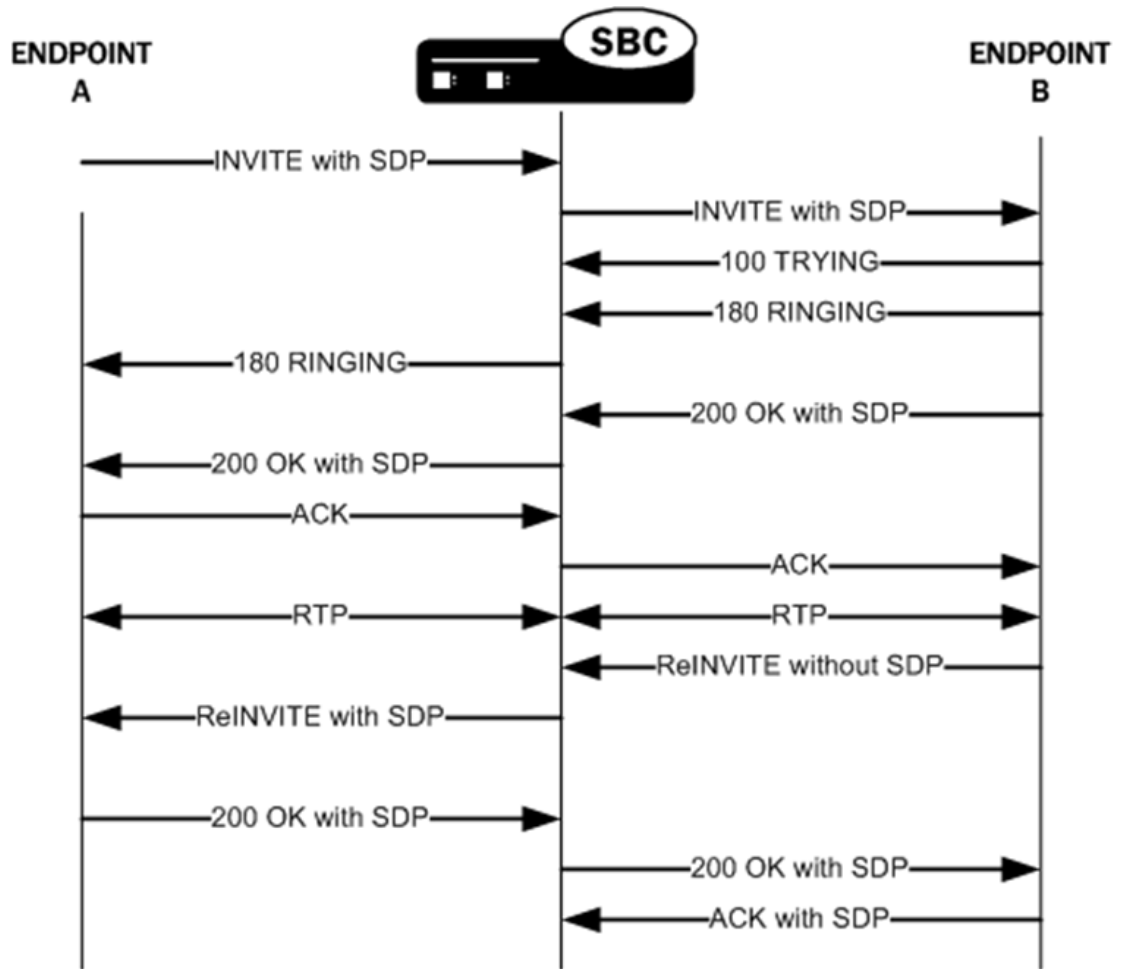 ENDPOINT
A
SBC
ENDPOINT
B
INVITE with SDP
INVITE with SDP
100 TRYING
180 RINGING
180 RINGING
200 OK with SDP
200 OK with SDP
ACK
ACK
RTP
RTP
ReINVITE without SDP
ReINVITE with SDP
200 OK with SDP
200 OK with SDP
ACK with SDP